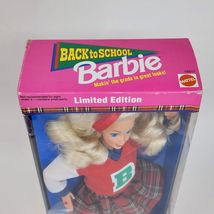 BACK to SCHOOL
Barbie
Makin' the grade in great looks!
MATTEL
Limited Edition
B